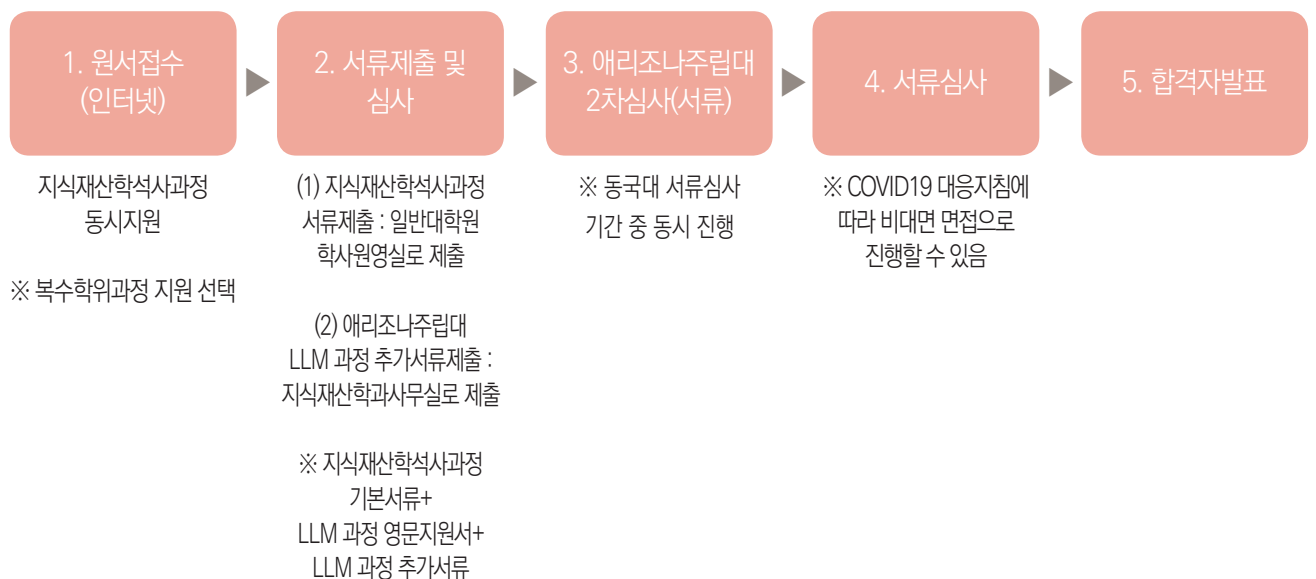 1. 원서접수
(인터넷)
2. 서류제출 및
심사
3. 애리조나주립대
2차심사(서류)
4. 서류심사
5. 합격자발표
지식재산학석사과정
동시지원
※ 복수학위과정 지원 선택
(1) 지식재산학석사과정
서류제출 : 일반대학원
학사원영실로 제출
(2) 애리조나주립대
LLM 과정 추가서류제출 :
지식재산학과사무실로 제출
※ 지식재산학석사과정
기본서류+
LLM 과정 영문지원서+
LLM 과정 추가서류
※ 동국대 서류심사
기간 중 동시 진행
※ COVID19 대응지침에
따라 비대면 면접으로
진행할 수 있음